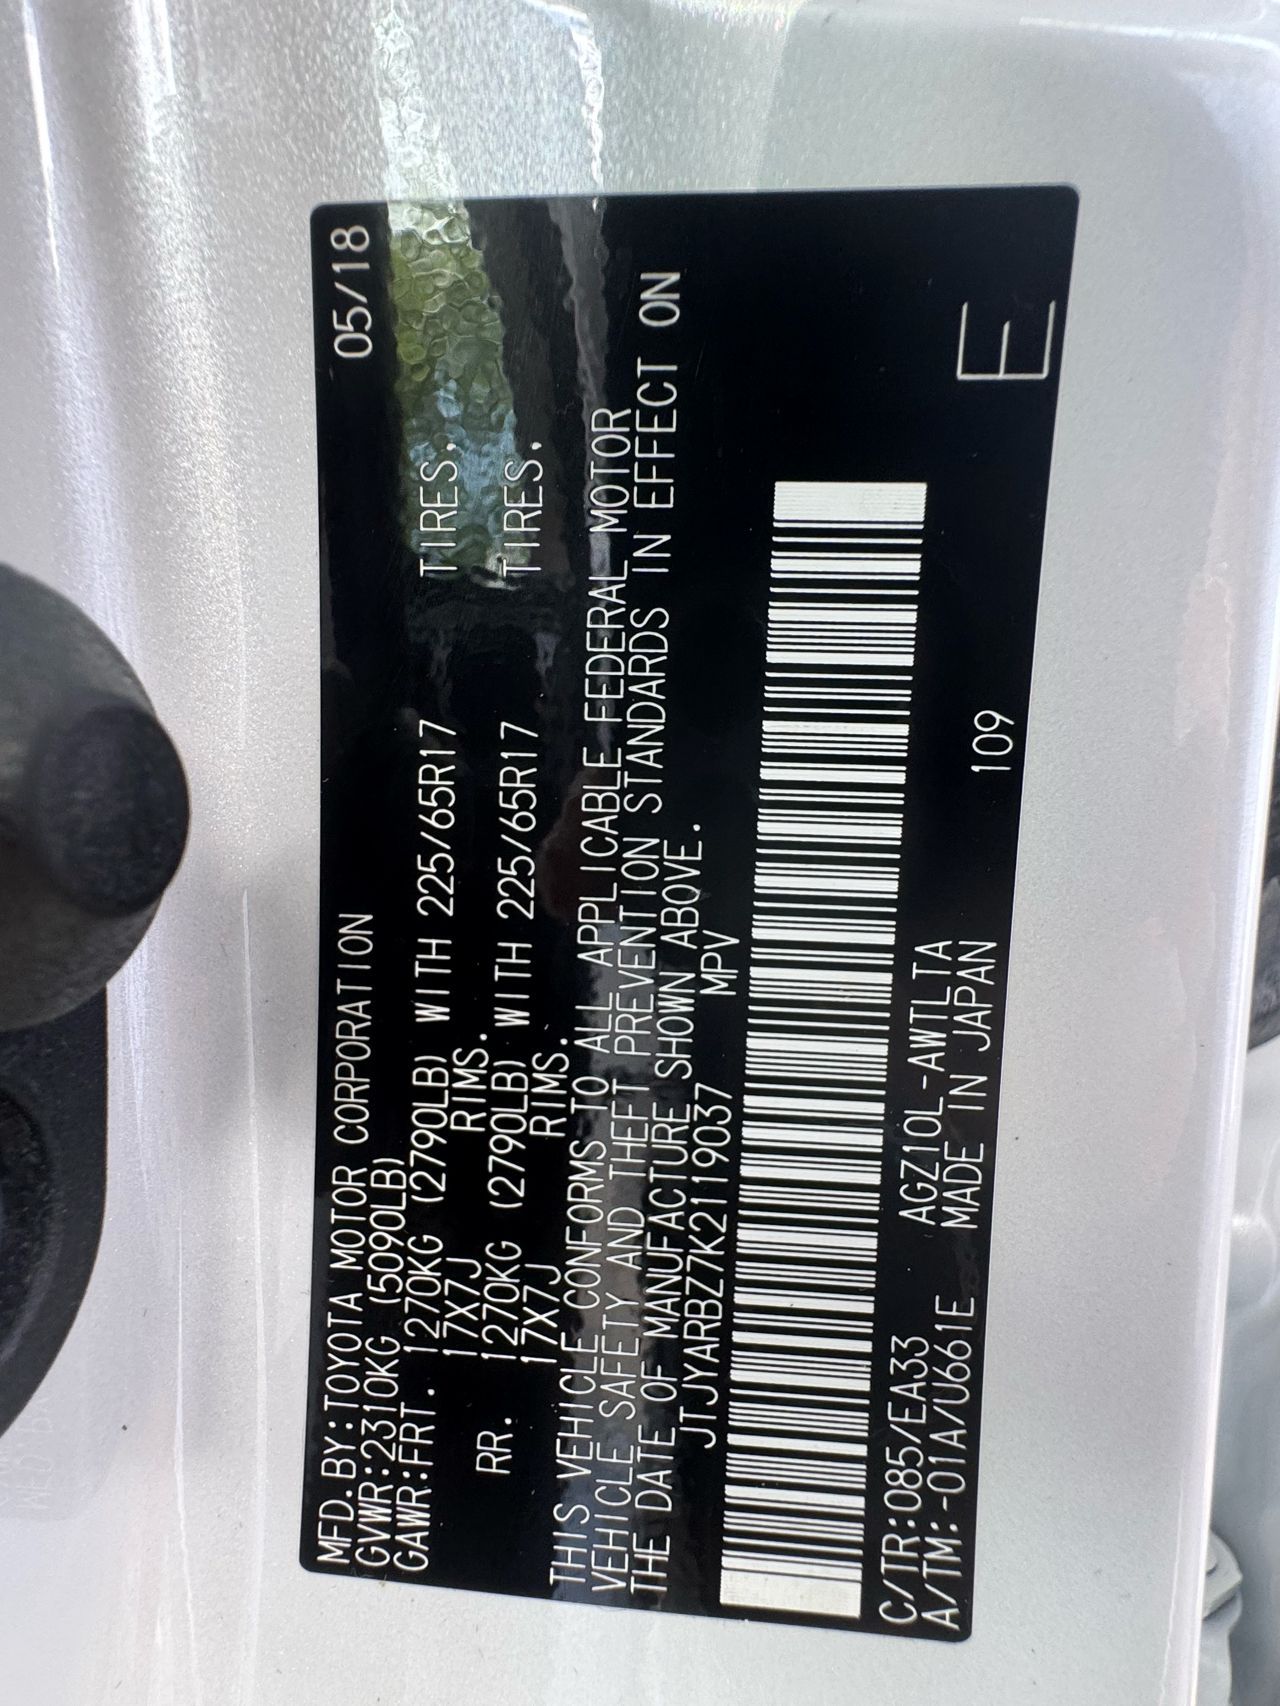 MFD.BY:TOYOTA MOTOR CORPORATION 05/18
GVWR:2310KG (5090LB)
GAWR:FRT. 1270KG (2790LB) WITH 225/65R17 TIRES,
17X7J RIMS.
RR. 1270KG (2790LB) WITH 225/65R17 TIRES.
17X7J RIMS.
THIS VEHICLE CONFORMS TO ALL APPLICABLE FEDERAL MOTOR
VEHICLE SAFETY AND THEFT PREVENTION STANDARDS IN EFFECT ON
THE DATE OF MANUFACTURE SHOWN ABOVE.
JTJYARBZ7K2119037 MPV
C/TR:085/EA33 AGZ10L-AWTLTA
A/TM:-01A/U661E MADE IN JAPAN 109
E